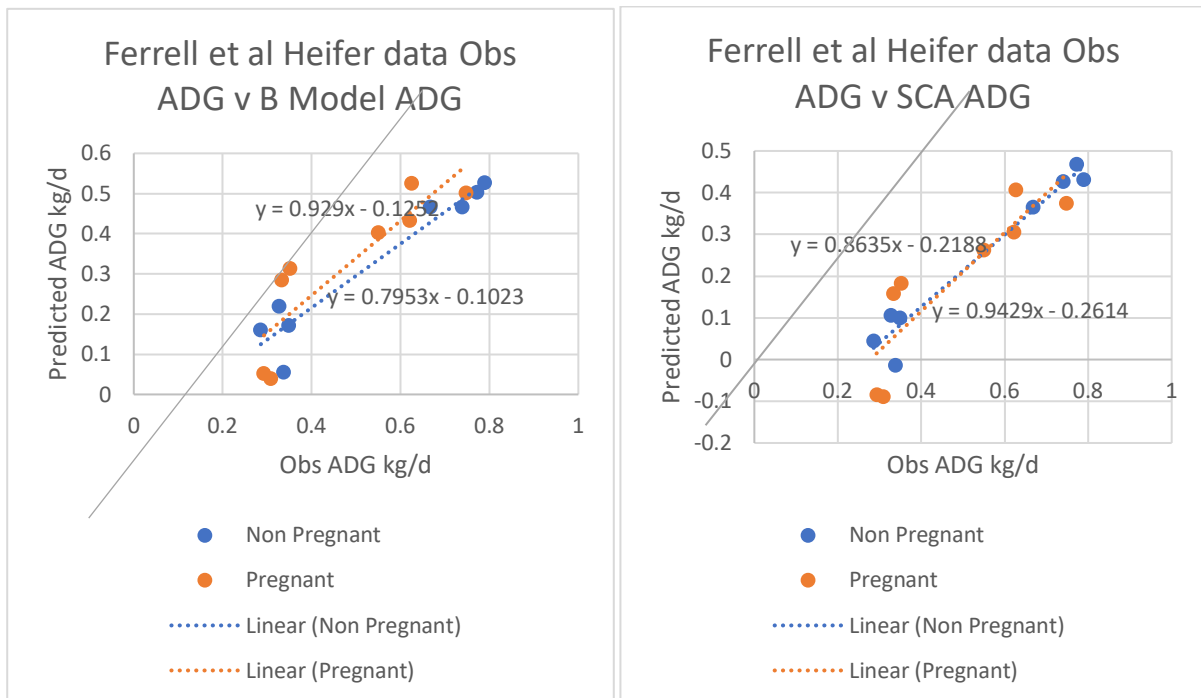 Ferrell et al Heifer data Obs
ADG v B Model ADG
Predicted ADG kg/d
0.6
0.5
0.4
0.3
0.2
0.1
0
y = 0.929x - 0.1252
y = 0.7953x - 0.1023
0 0.2 0.4 0.6 0.8 1
Obs ADG kg/d
Non Pregnant
Pregnant
Linear (Non Pregnant)
Linear (Pregnant)
Ferrell et al Heifer data Obs
ADG v SCA ADG
Predicted ADG kg/d
0.5
0.4
0.3
0.2
0.1
0
-0.1
-0.2
y = 0.8635x - 0.2188
y = 0.9429x - 0.2614
0 0.2 0.4 0.6 0.8 1
Obs ADG kg/d
Non Pregnant
Pregnant
Linear (Non Pregnant)
Linear (Pregnant)